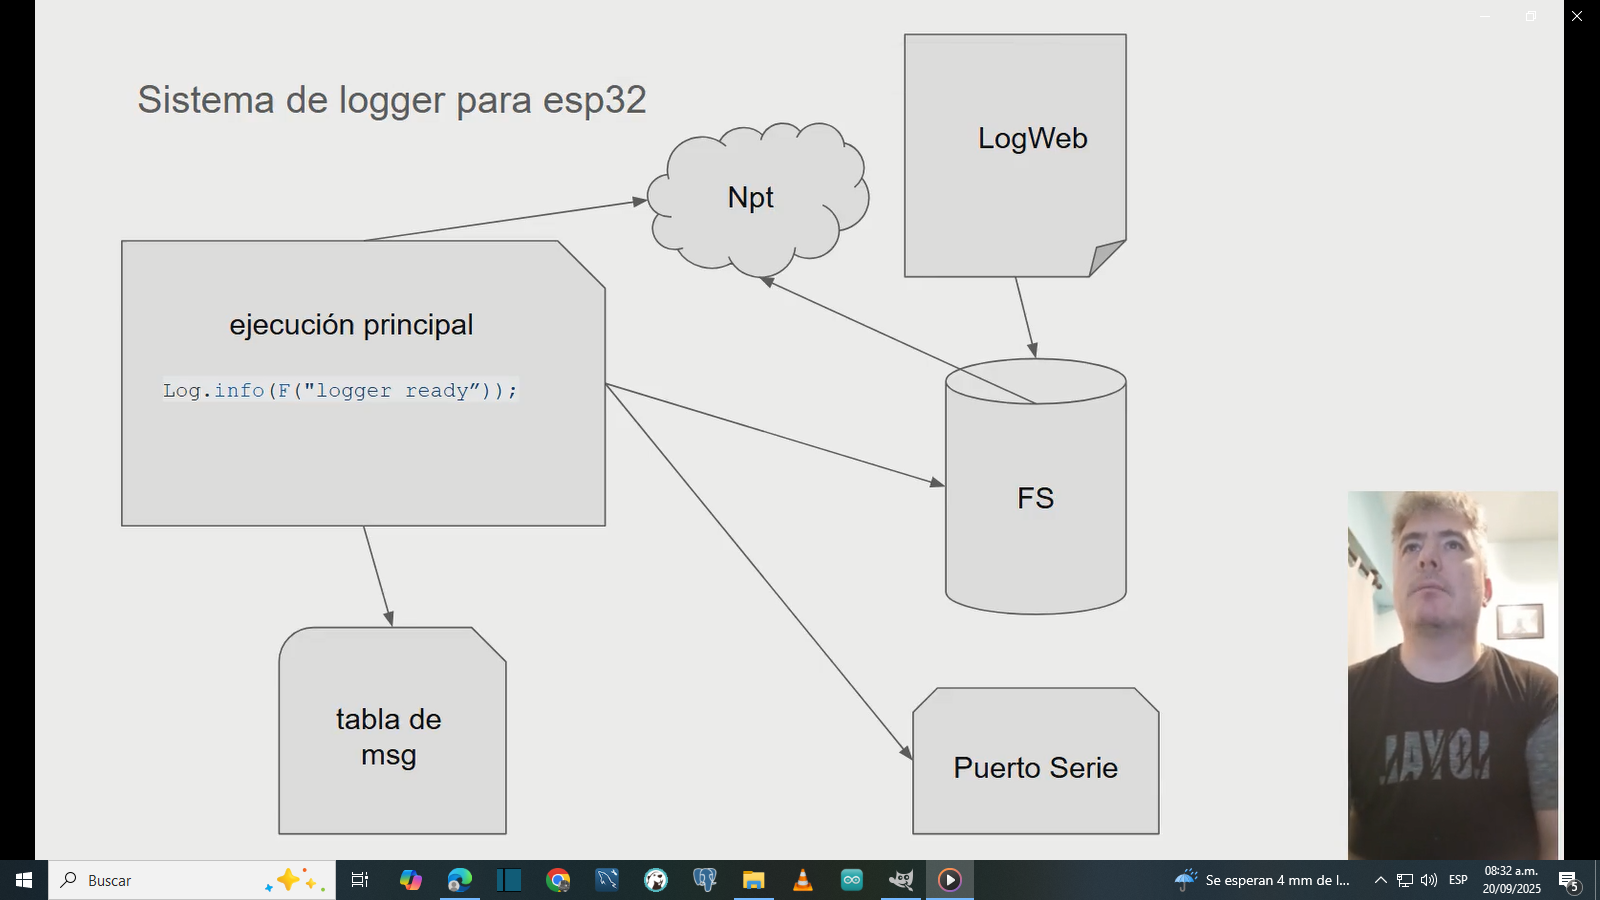 Sistema de logger para esp32
Npt
LogWeb
ejecución principal
Log.info(F("logger ready”));
FS
tabla de
msg
Puerto Serie
Buscar
Se esperan 4 mm de l...
ESP
08:32 a.m.
20/09/2025
5